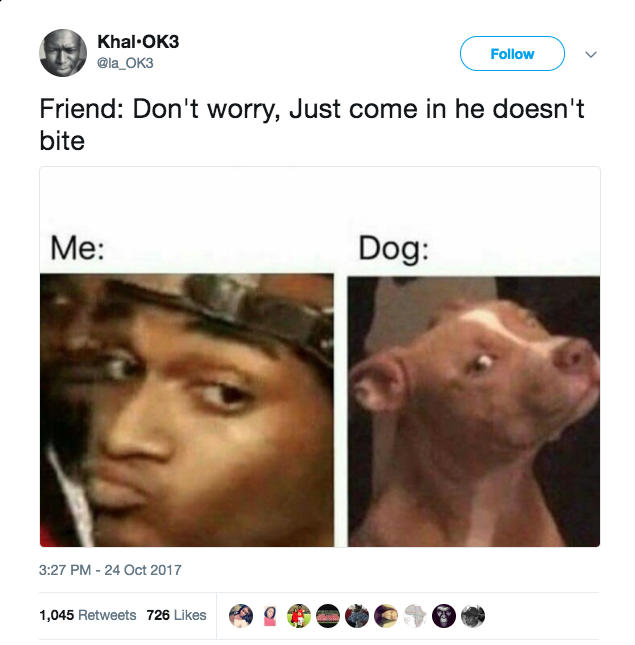 Khal•OK3
@la_OK3
Follow
Friend: Don't worry, Just come in he doesn't
bite
Me:
Dog:
3:27 PM - 24 Oct 2017
1,045 Retweets 726 Likes